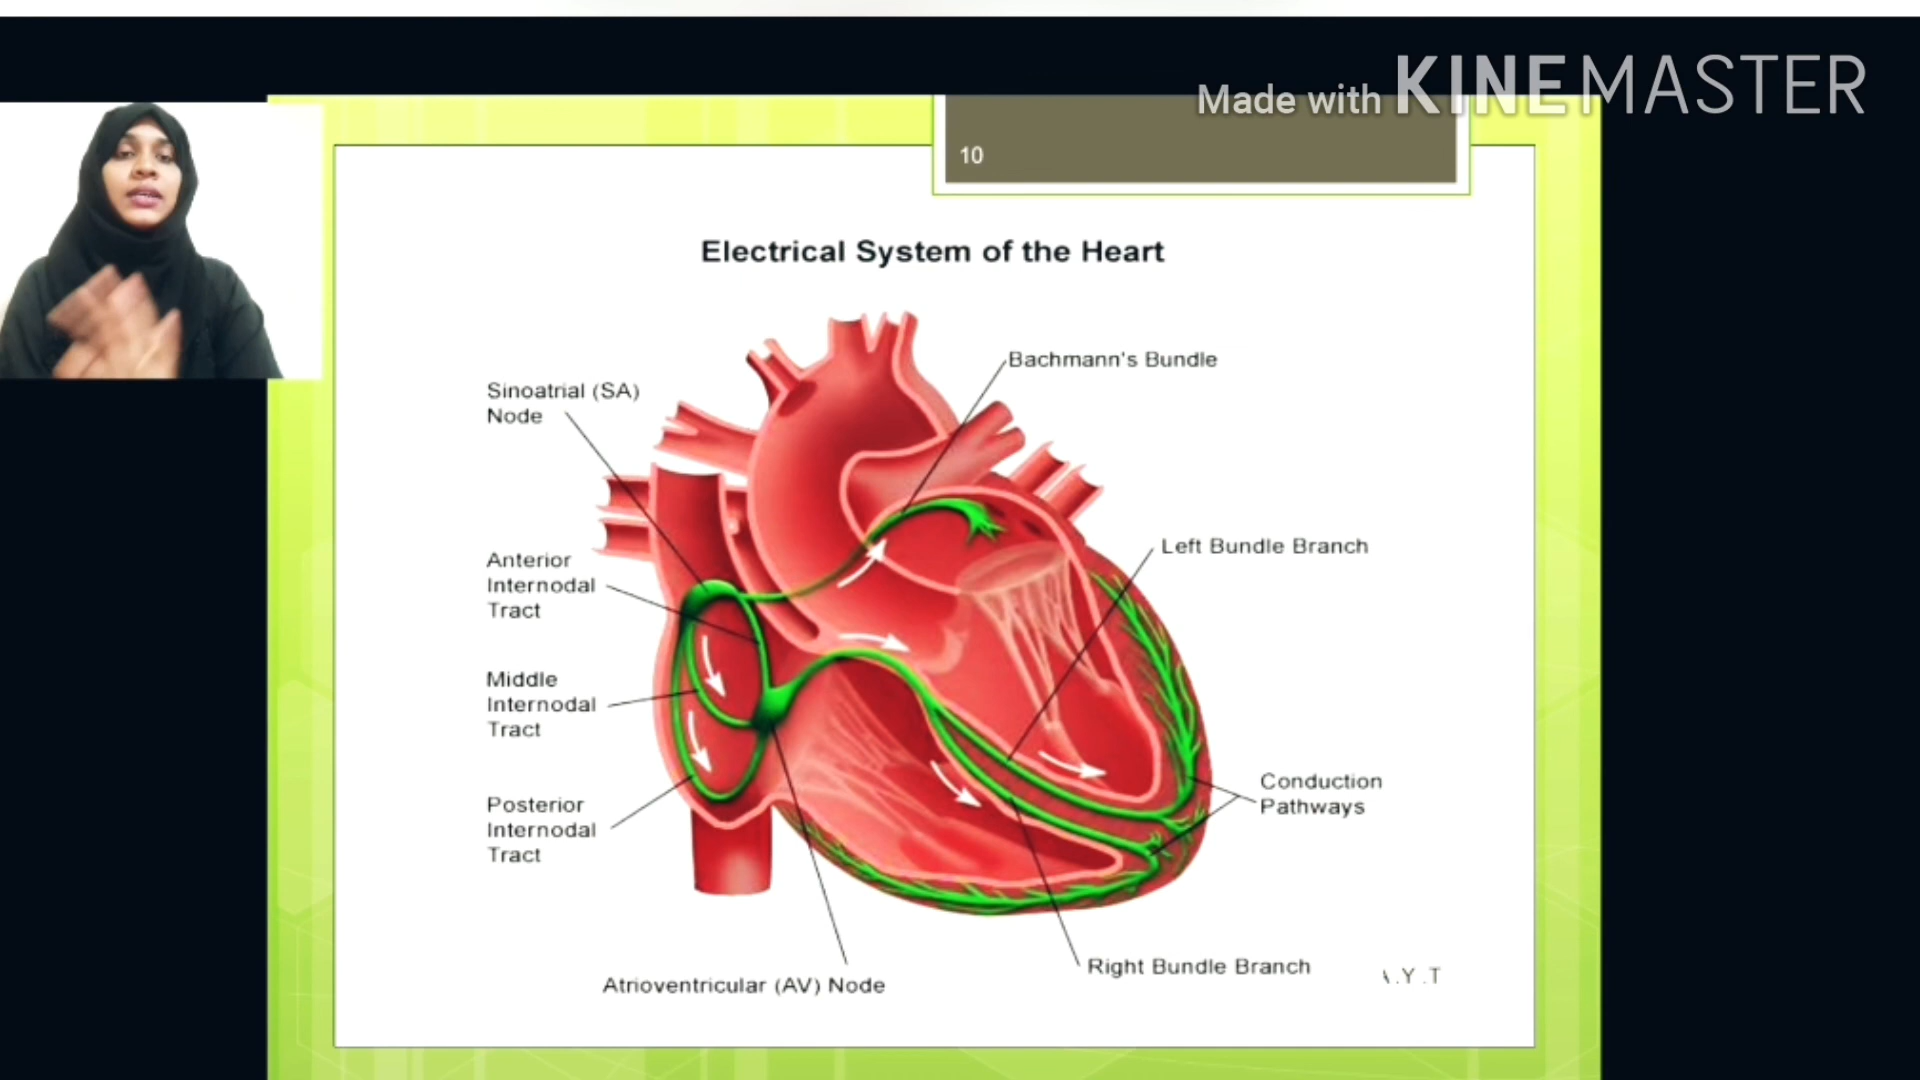 Made with KINEMASTER
10
Electrical System of the Heart
Bachmann's Bundle
Sinoatrial (SA)
Node
Left Bundle Branch
Anterior
Internodal
Tract
Middle
Internodal
Tract
Conduction
Pathways
Posterior
Internodal
Tract
Right Bundle Branch
Atrioventricular (AV) Node
.Y.T